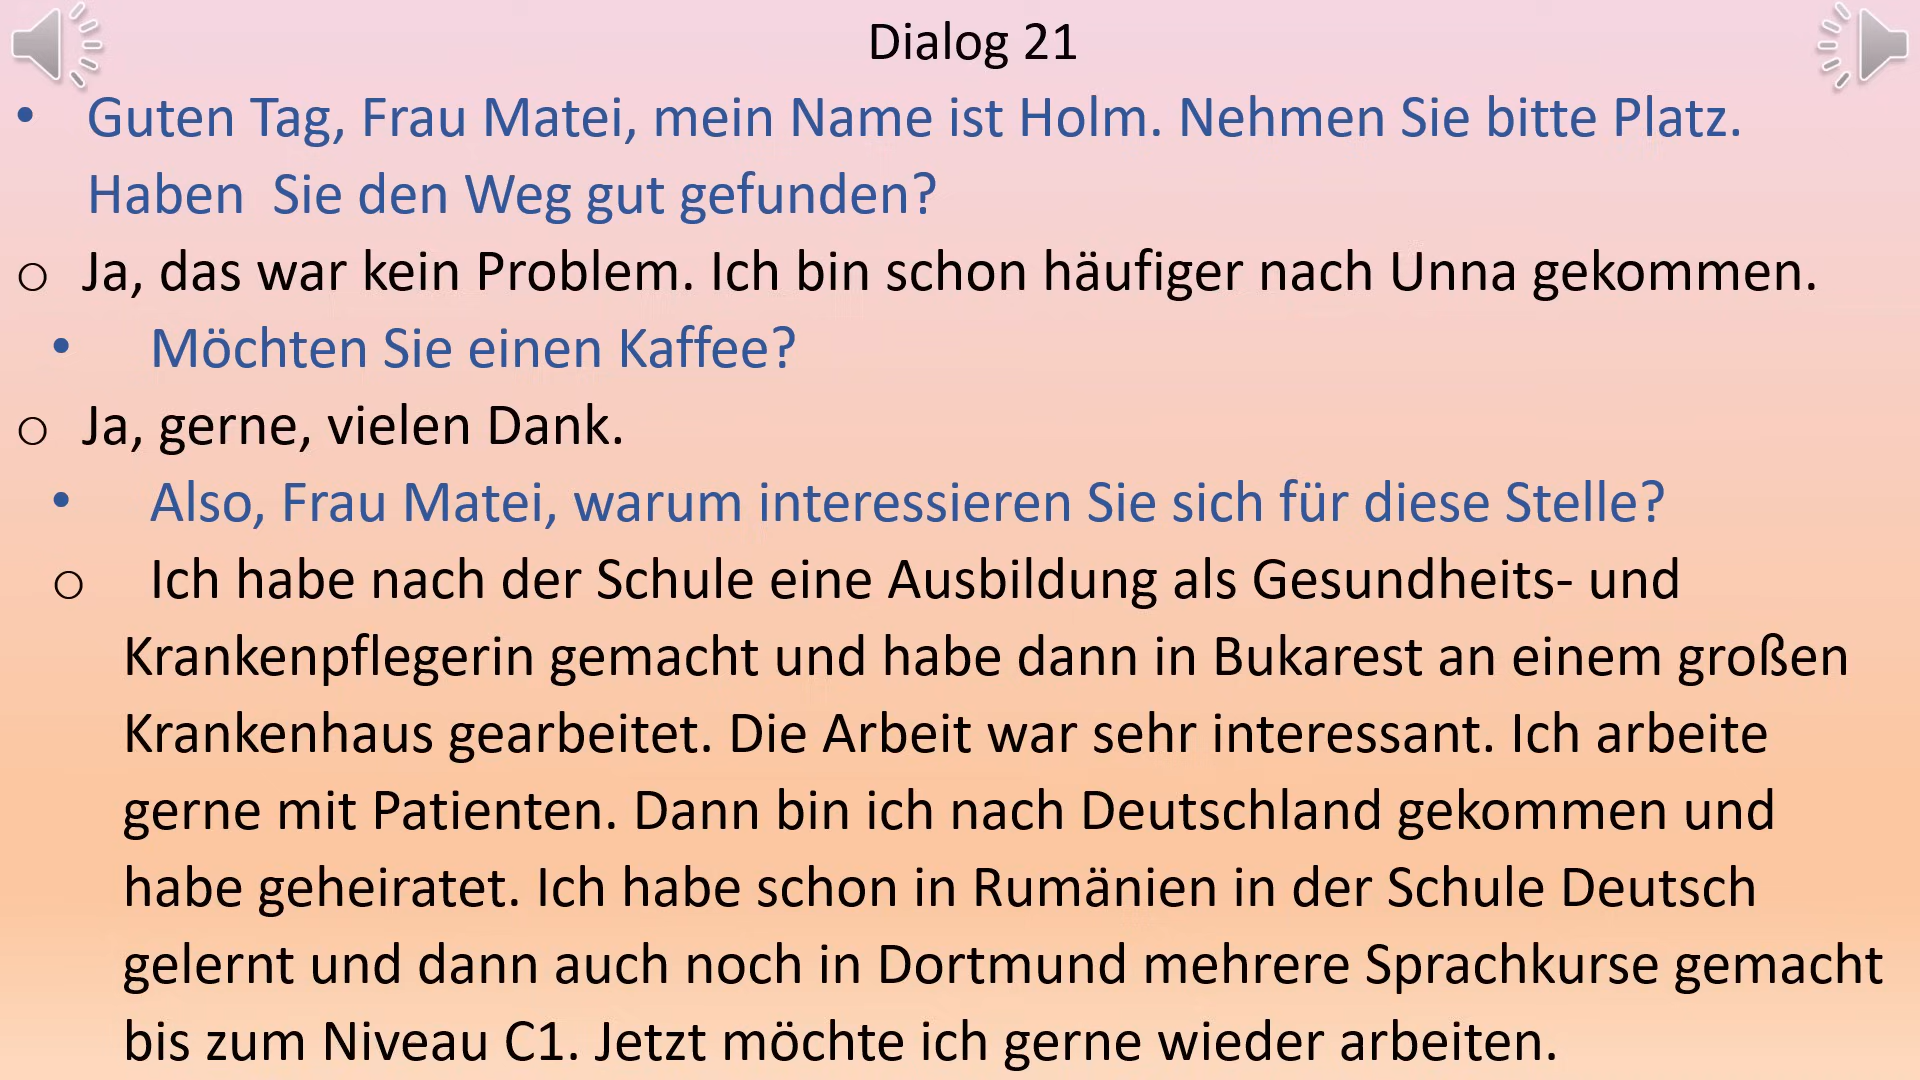 Dialog 21
• Guten Tag, Frau Matei, mein Name ist Holm. Nehmen Sie bitte Platz.
Haben  Sie den Weg gut gefunden?
o Ja, das war kein Problem. Ich bin schon häufiger nach Unna gekommen.
• Möchten Sie einen Kaffee?
o Ja, gerne, vielen Dank.
• Also, Frau Matei, warum interessieren Sie sich für diese Stelle?
o Ich habe nach der Schule eine Ausbildung als Gesundheits- und
Krankenpflegerin gemacht und habe dann in Bukarest an einem großen
Krankenhaus gearbeitet. Die Arbeit war sehr interessant. Ich arbeite
gerne mit Patienten. Dann bin ich nach Deutschland gekommen und
habe geheiratet. Ich habe schon in Rumänien in der Schule Deutsch
gelernt und dann auch noch in Dortmund mehrere Sprachkurse gemacht
bis zum Niveau C1. Jetzt möchte ich gerne wieder arbeiten.